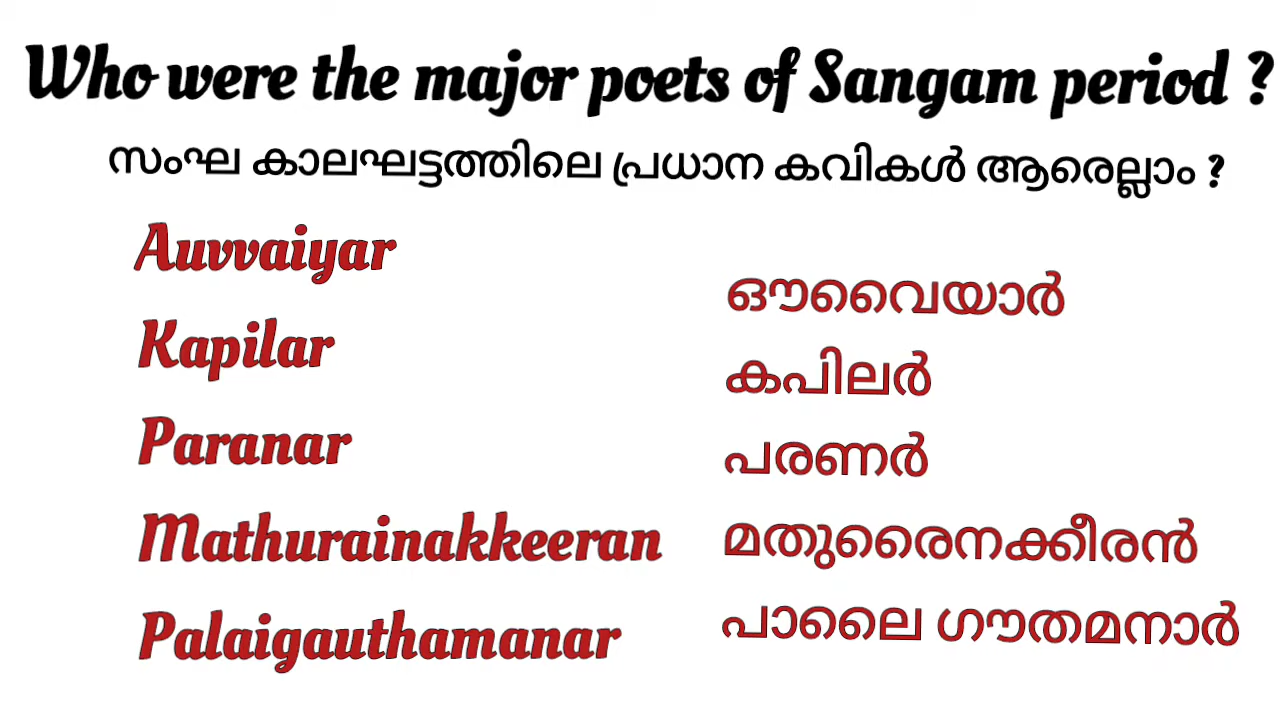 Who were the major poets of Sangam period ?
സംഘ കാലഘട്ടത്തിലെ പ്രധാന കവികൾ ആരെല്ലാം ?
Auvvaiyar
Kapilar
Paranar
Mathurainakkeeran
Palaigauthamanar
ഔവൈയാർ
കപിലർ
പരണർ
മതുരൈനക്കീരൻ
പാലൈ ഗൗതമനാർ